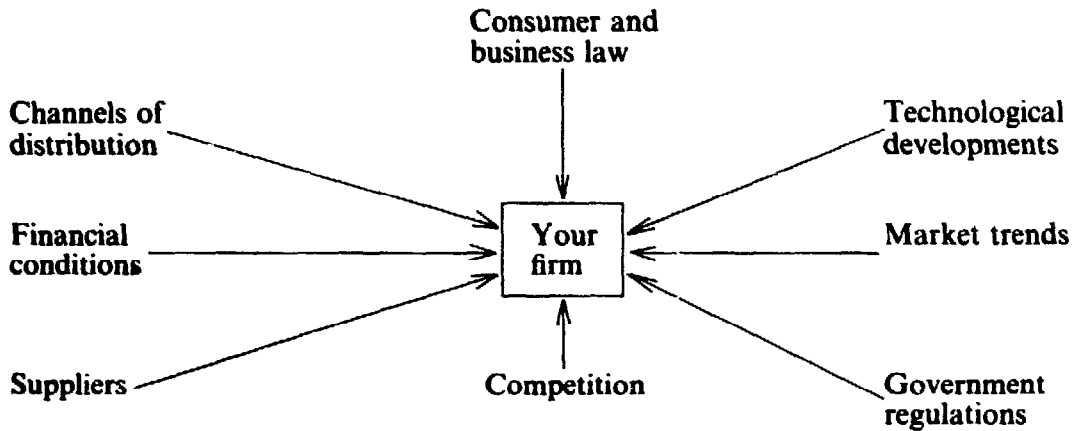 Consumer and
business law
Channels of
distribution
Technological
developments
Financial
conditions
Your
firm
Market trends
Suppliers
Competition
Government
regulations